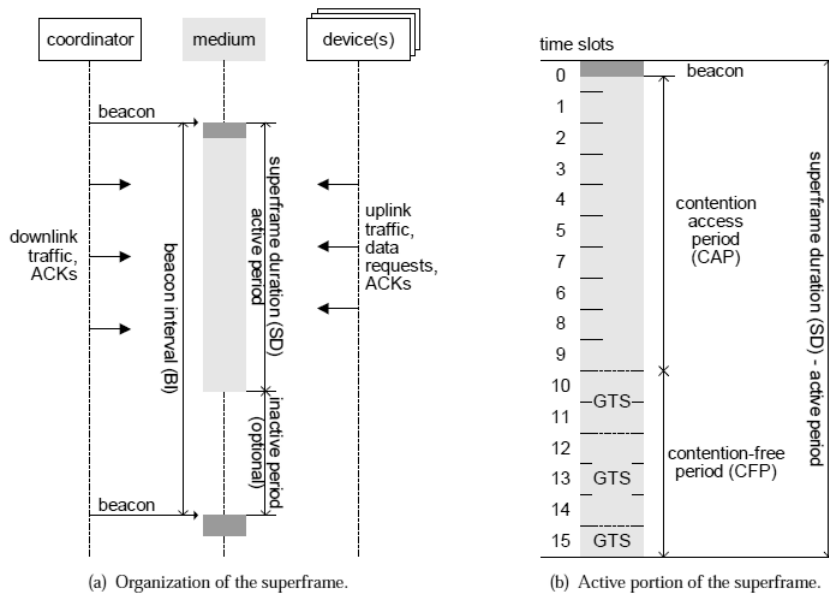 coordinator
medium
device(s)
beacon
downlink
traffic,
ACKs
beacon interval (BI)
superframe duration (SD)
active period
inactive period
(optional)
uplink
traffic,
data
requests,
ACKs
beacon
(a) Organization of the superframe.
time slots
0
1
2
3
4
5
6
7
8
9
10
11
12
13
14
15
beacon
contention
access
period
(CAP)
GTS
GTS
GTS
contention-free
period (CFP)
superframe duration (SD) - active period
(b) Active portion of the superframe.